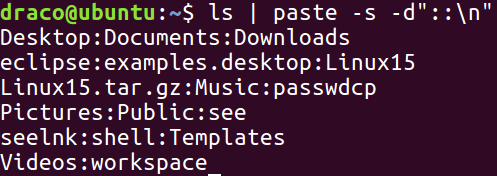 draco@ubuntu:~$ ls | paste -s -d"::\n"
Desktop:Documents:Downloads
eclipse:examples.desktop:Linux15
Linux15.tar.gz:Music:passwdcp
Pictures:Public:see
seelnk:shell:Templates
Videos:workspace